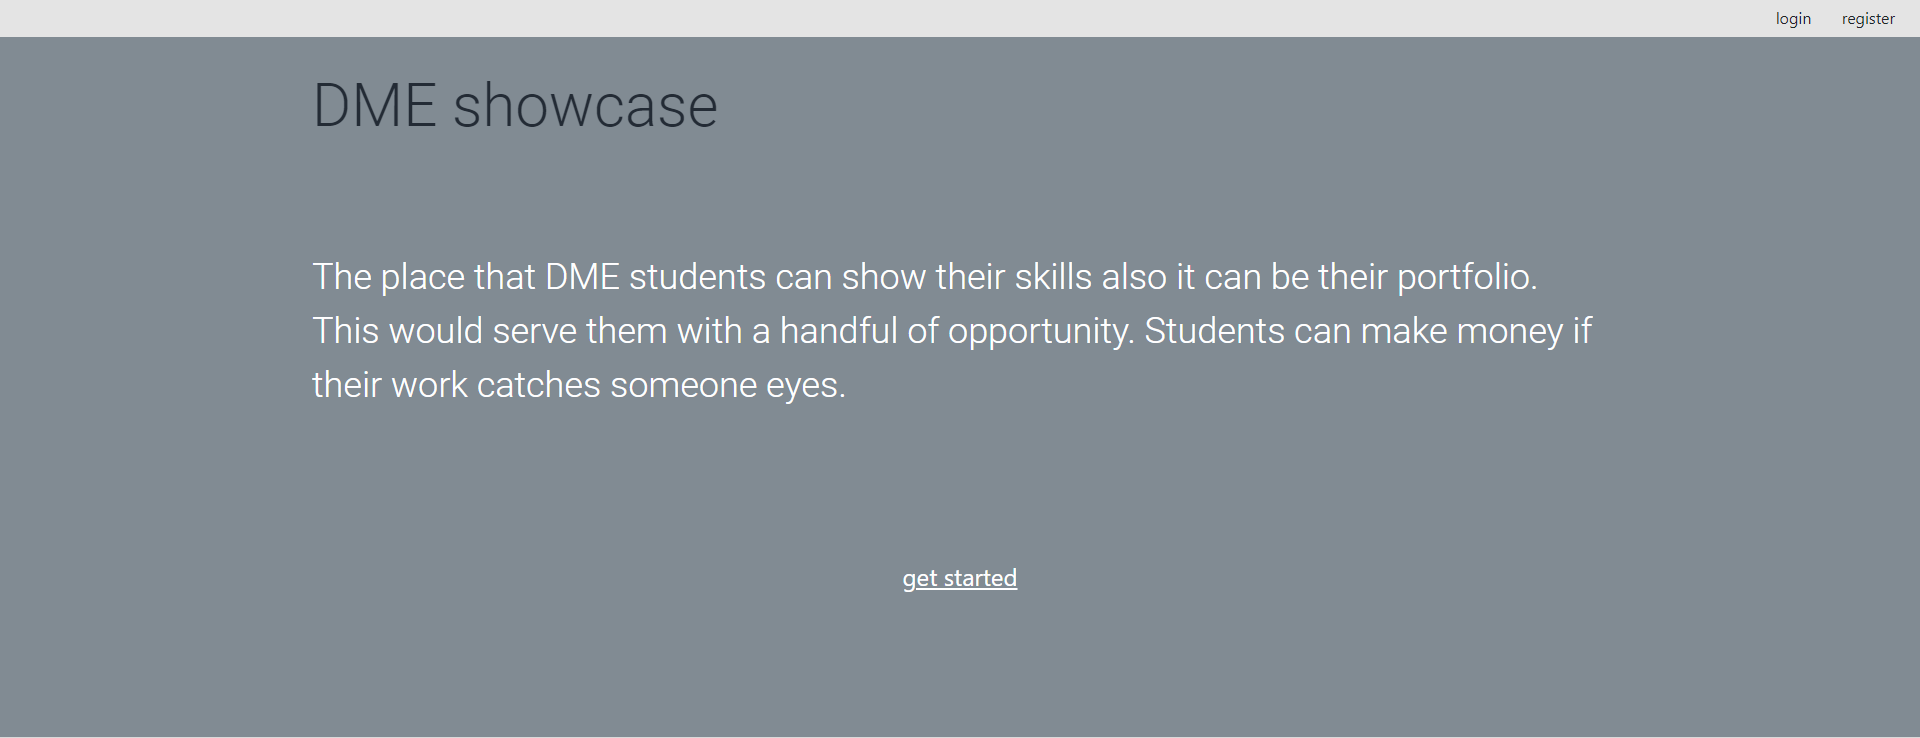 login register
DME showcase
The place that DME students can show their skills also it can be their portfolio.
This would serve them with a handful of opportunity. Students can make money if
their work catches someone eyes.
get started